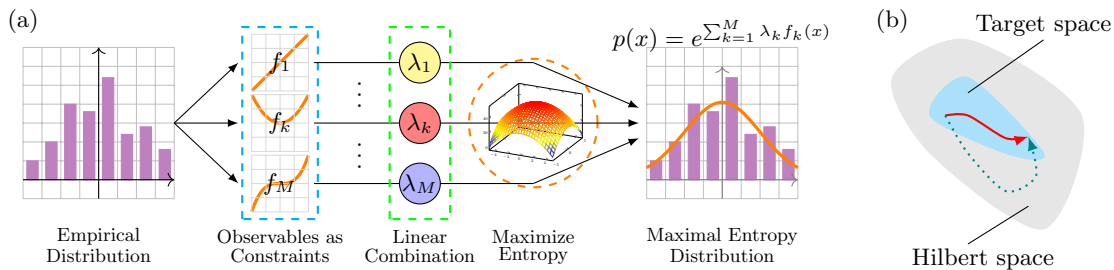 (a)
f_1
f_k
f_M
⋮
⋮
λ_1
λ_k
λ_M
p(x) = e^{\sum_{k=1}^{M} λ_k f_k(x)}
Empirical
Distribution
Observables as
Constraints
Linear
Combination
Maximize
Entropy
Maximal Entropy
Distribution
(b)
Target space
Hilbert space